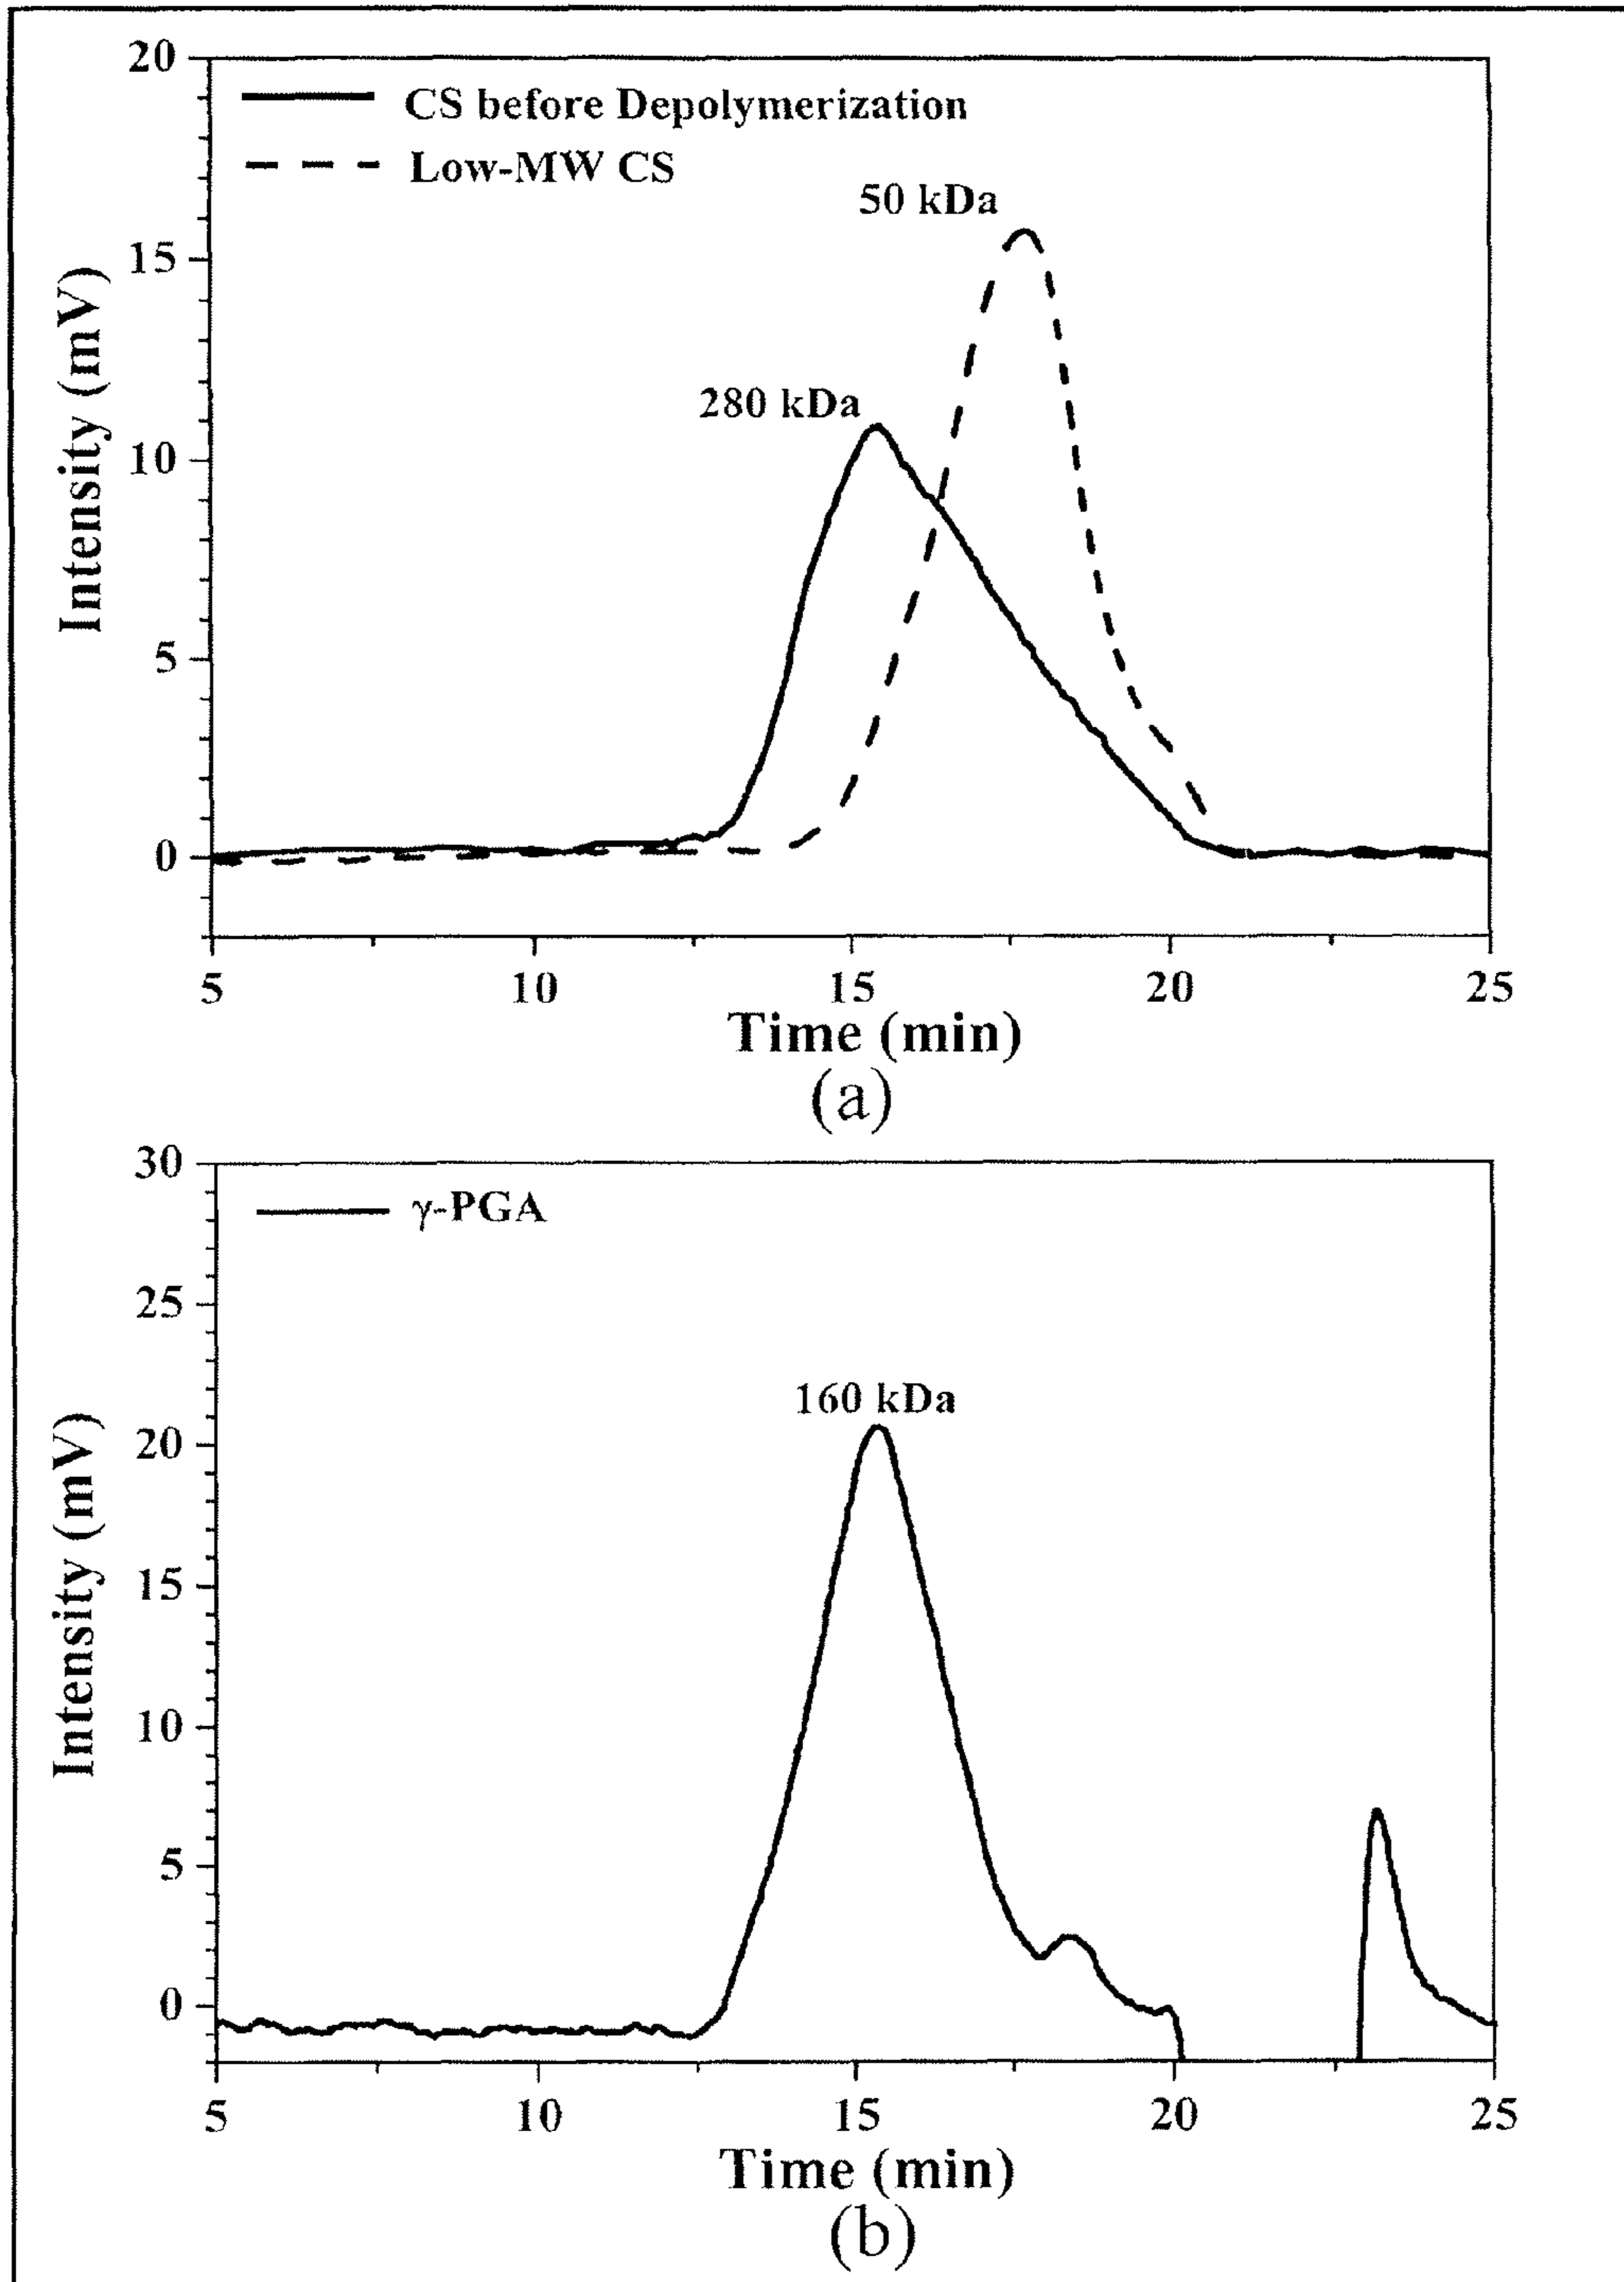 20
CS before Depolymerization
Low-MW CS
50 kDa
15
280 kDa
10
5
0
Intensity (mV)
5 10 15 20 25
Time (min)
(a)
30
γ-PGA
25
160 kDa
20
15
10
5
0
Intensity (mV)
5 10 15 20 25
Time (min)
(b)